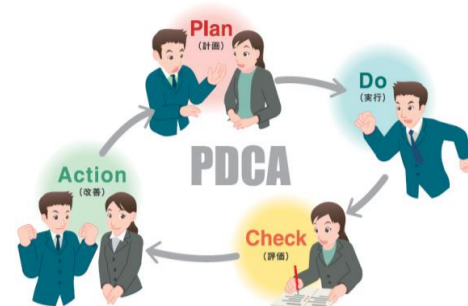 Plan
(計画)
Do
(実行)
PDCA
Action
(改善)
Check
(評価)